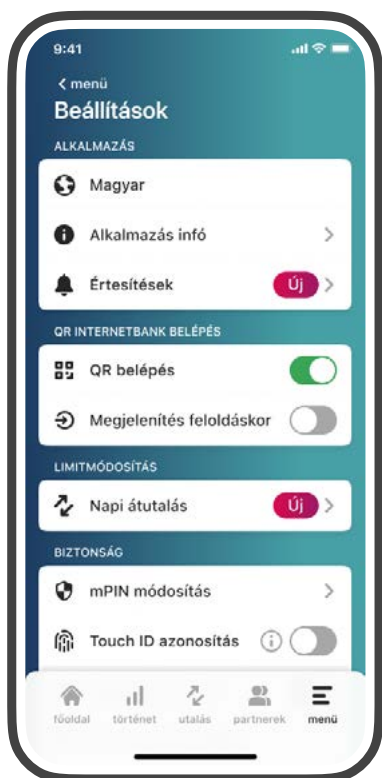 9:41
menü
Beállítások
ALKALMAZÁS
Magyar
Alkalmazás infó
Értesítések Új
QR INTERNETBANK BELÉPÉS
QR belépés
Megjelenítés feloldáskor
LIMITMÓDOSÍTÁS
Napi átutalás Új
BIZTONSÁG
mPIN módosítás
Touch ID azonosítás
főoldal történet utalás partnerek menü